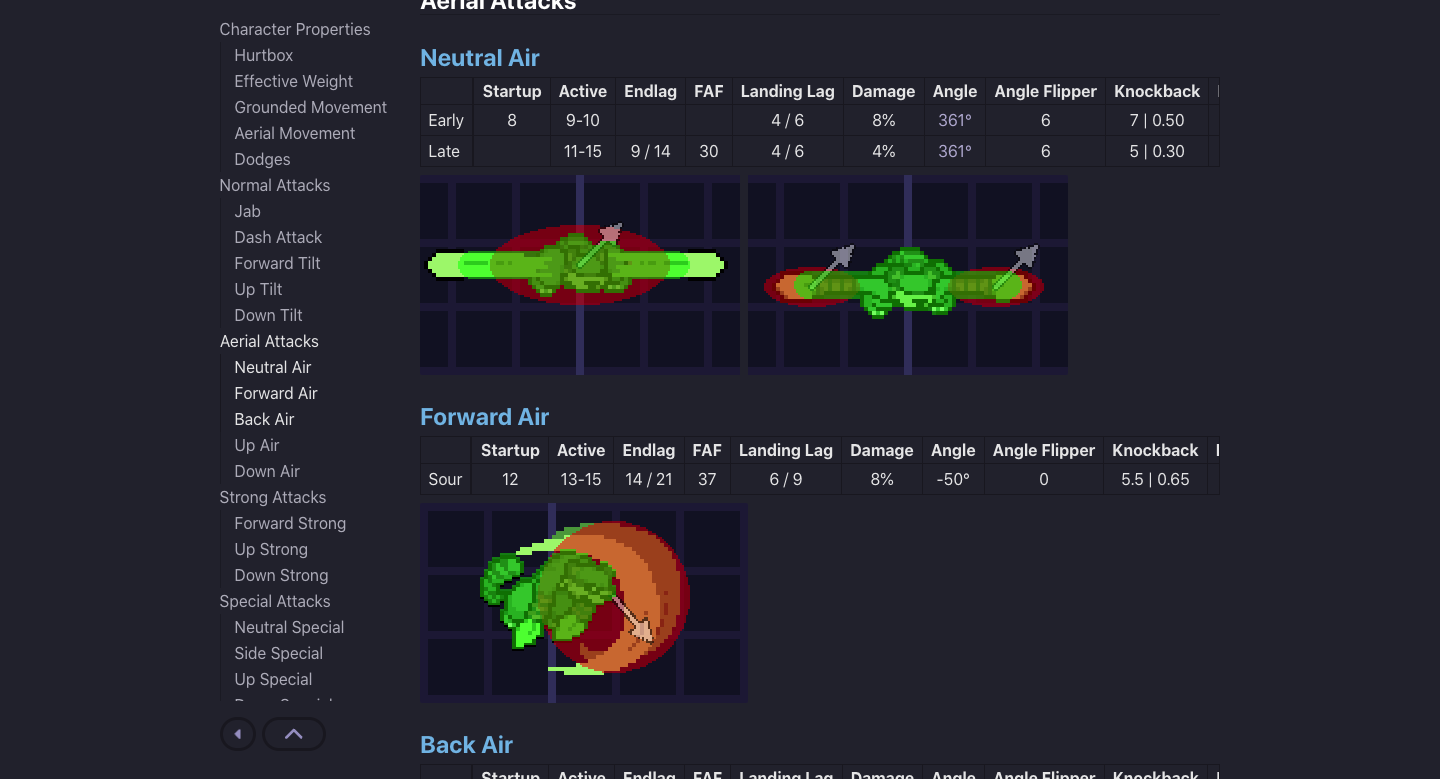 Character Properties
Hurtbox
Effective Weight
Grounded Movement
Aerial Movement
Dodges
Normal Attacks
Jab
Dash Attack
Forward Tilt
Up Tilt
Down Tilt
Aerial Attacks
Neutral Air
Forward Air
Back Air
Up Air
Down Air
Strong Attacks
Forward Strong
Up Strong
Down Strong
Special Attacks
Neutral Special
Side Special
Up Special
Aerial Attacks
Neutral Air
Startup Active Endlag FAF Landing Lag Damage Angle Angle Flipper Knockback
Early 8 9-10 4 / 6 8% 361° 6 7 | 0.50
Late 11-15 9 / 14 30 4 / 6 4% 361° 6 5 | 0.30
Forward Air
Startup Active Endlag FAF Landing Lag Damage Angle Angle Flipper Knockback
Sour 12 13-15 14 / 21 37 6 / 9 8% -50° 0 5.5 | 0.65
Back Air
Startup Active Endlag FAF Landing Lag Damage Angle Angle Flipper Knockback